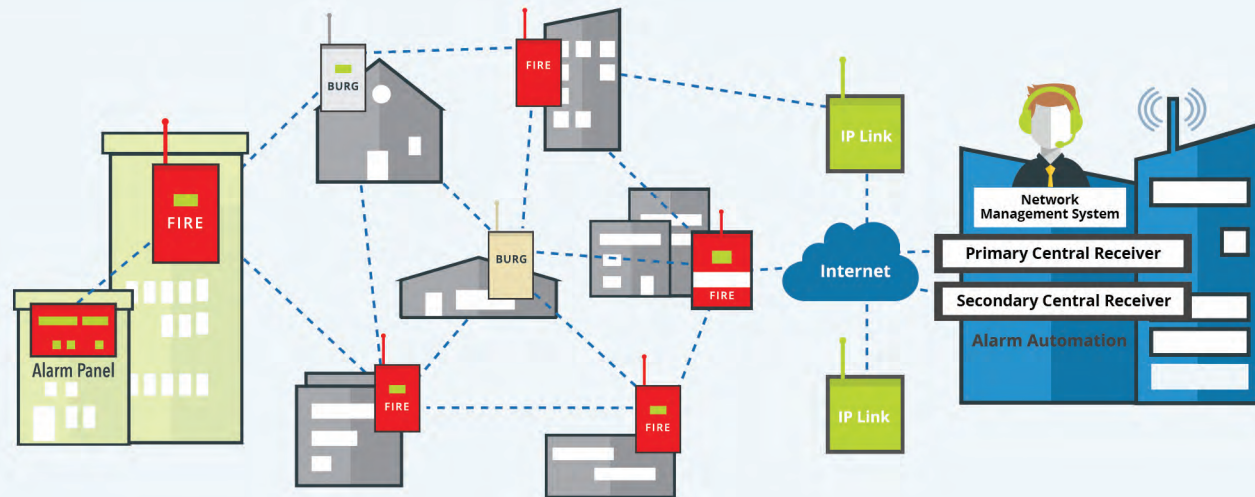 BURG
FIRE
IP Link
FIRE
Alarm Panel
BURG
FIRE
FIRE
FIRE
Internet
IP Link
Network
Management System
Primary Central Receiver
Secondary Central Receiver
Alarm Automation